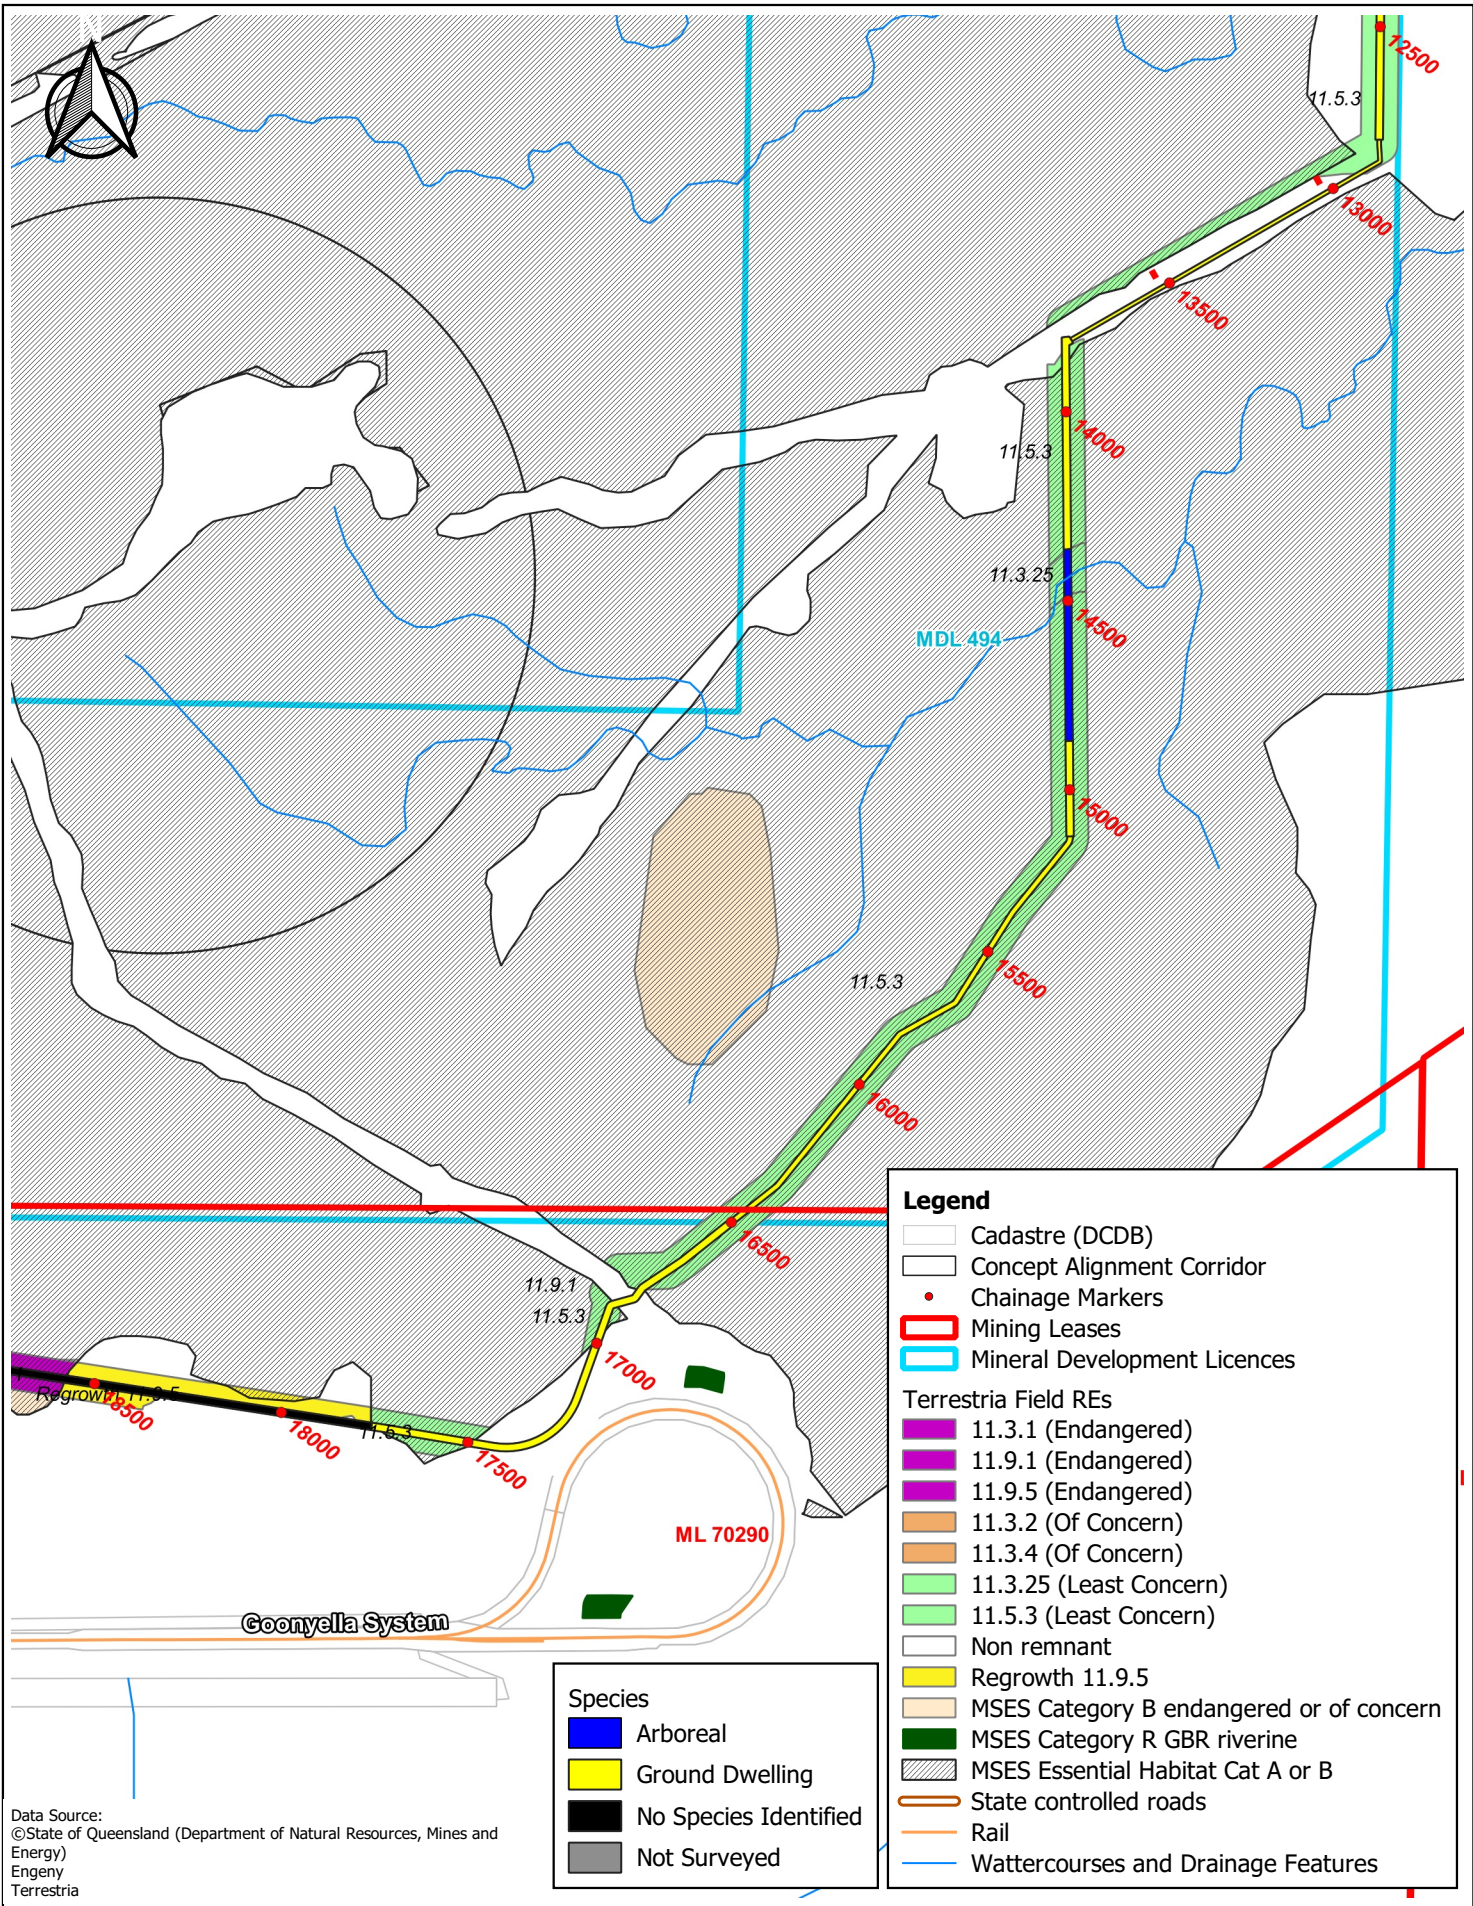 N
12500
11.5.3
13000
13500
14000
11.5.3
11.3.25
14500
MDL 494
15000
15500
11.5.3
16000
16500
11.9.1
11.5.3
17000
Regrowth 11.9.5
18500
18000
11.5.3
17500
ML 70290
Goonyella System
Legend
Cadastre (DCDB)
Concept Alignment Corridor
Chainage Markers
Mining Leases
Mineral Development Licences
Terrestria Field REs
11.3.1 (Endangered)
11.9.1 (Endangered)
11.9.5 (Endangered)
11.3.2 (Of Concern)
11.3.4 (Of Concern)
11.3.25 (Least Concern)
11.5.3 (Least Concern)
Non remnant
Regrowth 11.9.5
MSES Category B endangered or of concern
MSES Category R GBR riverine
MSES Essential Habitat Cat A or B
State controlled roads
Rail
Wattercourses and Drainage Features
Species
Arboreal
Ground Dwelling
No Species Identified
Not Surveyed
Data Source:
©State of Queensland (Department of Natural Resources, Mines and
Energy)
Engeny
Terrestria